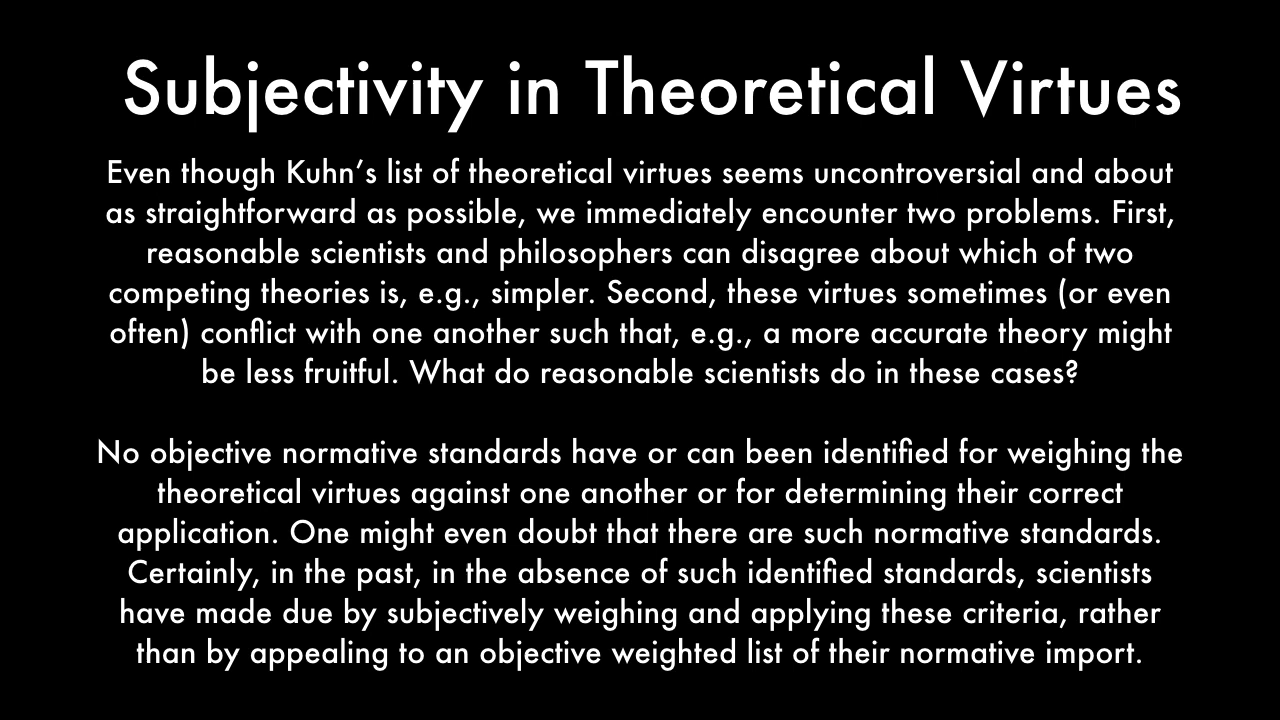 Subjectivity in Theoretical Virtues
Even though Kuhn’s list of theoretical virtues seems uncontroversial and about
as straightforward as possible, we immediately encounter two problems. First,
reasonable scientists and philosophers can disagree about which of two
competing theories is, e.g., simpler. Second, these virtues sometimes (or even
often) conflict with one another such that, e.g., a more accurate theory might
be less fruitful. What do reasonable scientists do in these cases?
No objective normative standards have or can been identified for weighing the
theoretical virtues against one another or for determining their correct
application. One might even doubt that there are such normative standards.
Certainly, in the past, in the absence of such identified standards, scientists
have made due by subjectively weighing and applying these criteria, rather
than by appealing to an objective weighted list of their normative import.